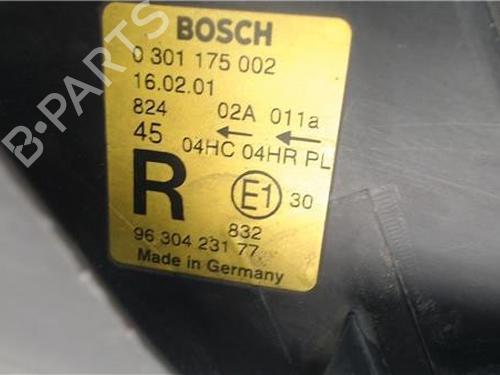 B-PARTS
BOSCH
0 301 175 002
16.02.01
824 02A 011a
45 ← ←
04HC 04HR PL
R E1 30
832
96 304 231 77
Made in Germany